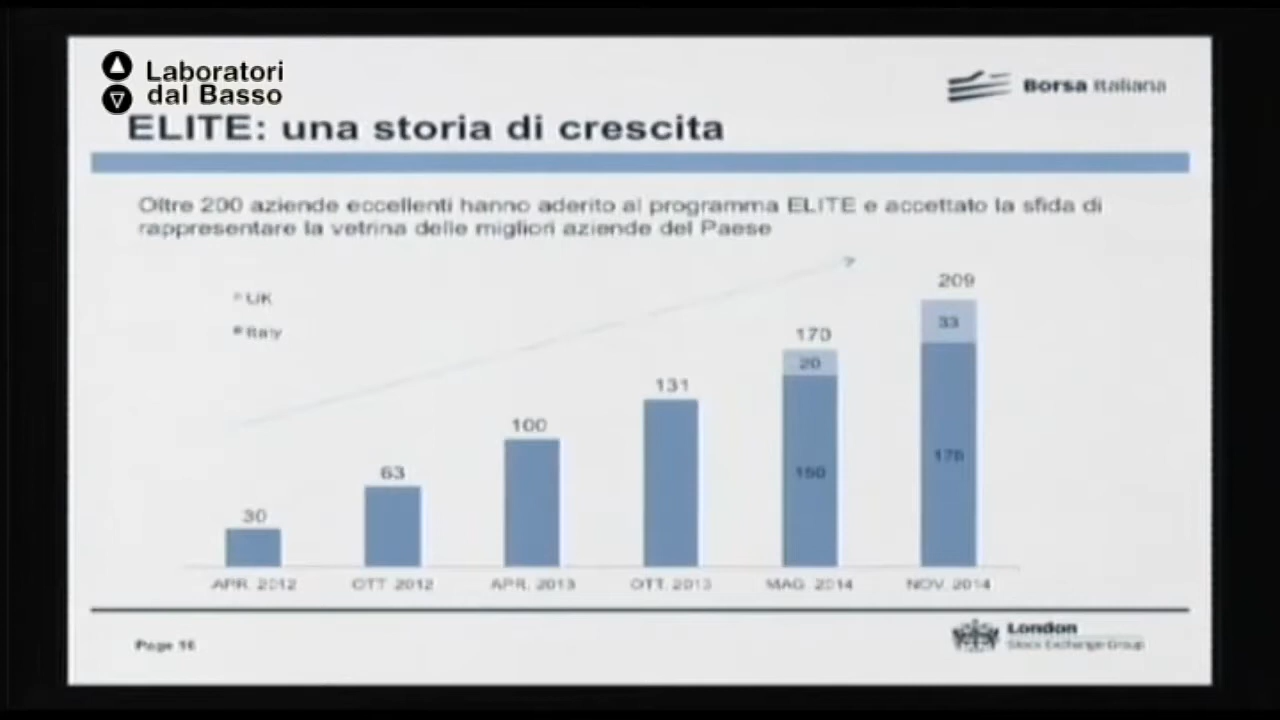 Laboratori
dal Basso
Borsa Italiana
ELITE: una storia di crescita
Oltre 200 aziende eccellenti hanno aderito al programma ELITE e accettato la sfida di
rappresentare la vetrina delle migliori aziende del Paese
UK
Italy
209
33
170
20
131
100
63
30
150
176
APR. 2012
OTT 2012
APR. 2013
OTT. 2013
MAG. 2014
NOV. 2014
Page 16
London
Stock Exchange Group